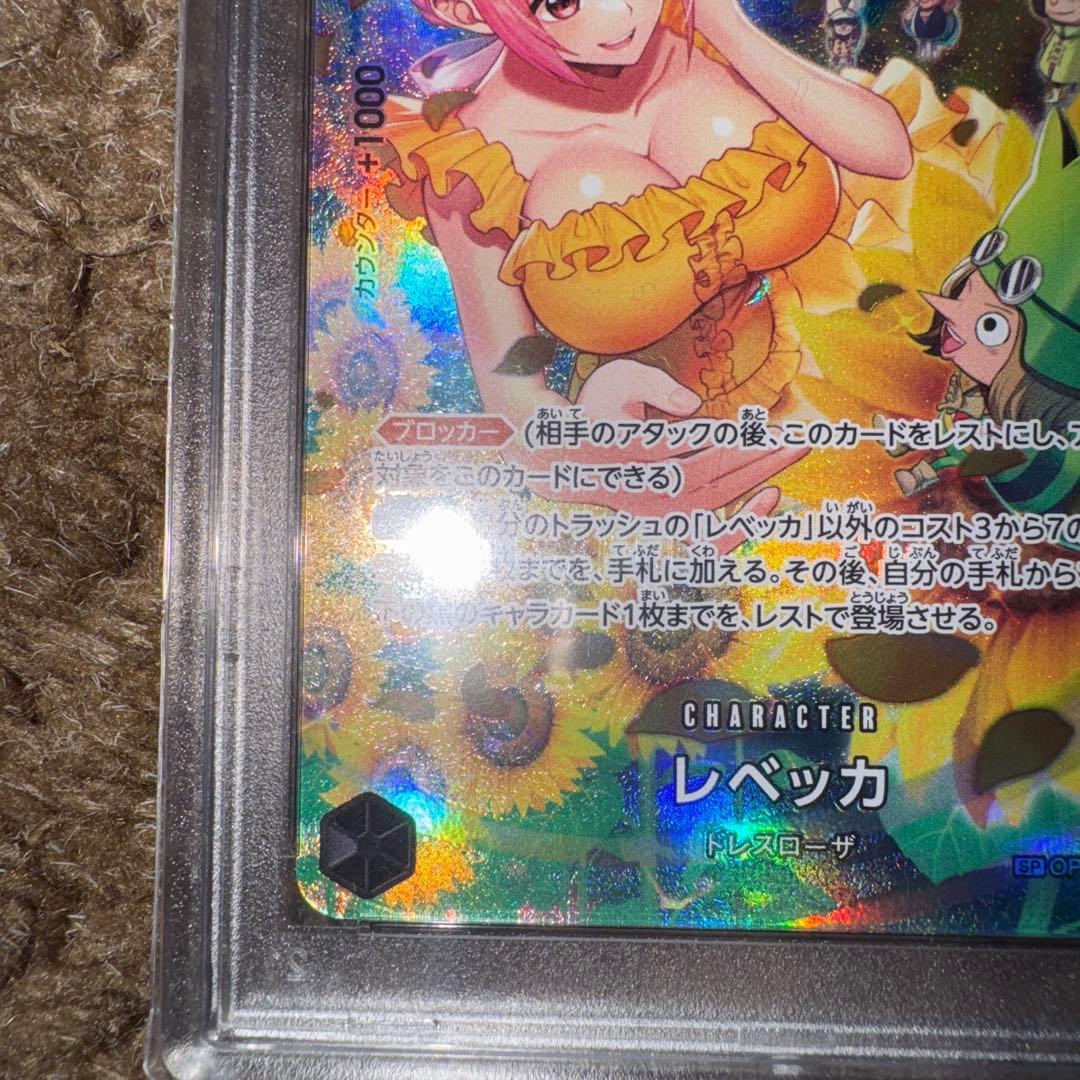 カウンター +1000
ブロッカー (相手のアタックの後、このカードをレストにし、ア
対象をこのカードにできる)
分のトラッシュの「レベッカ」以外のコスト3から7の
までを、手札に加える。その後、自分の手札から
のキャラカード1枚までを、レストで登場させる。
CHARACTER
レベッカ
ドレスローザ
SP OP